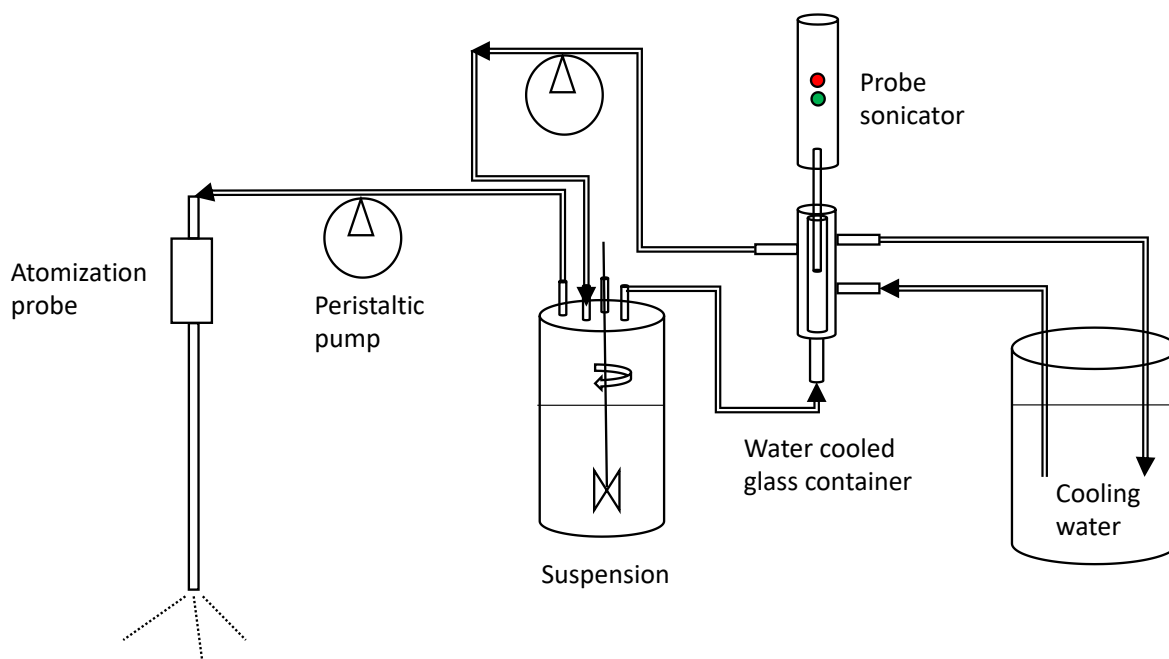 Probe
sonicator
Atomization
probe
Peristaltic
pump
Water cooled
glass container
Cooling
water
Suspension